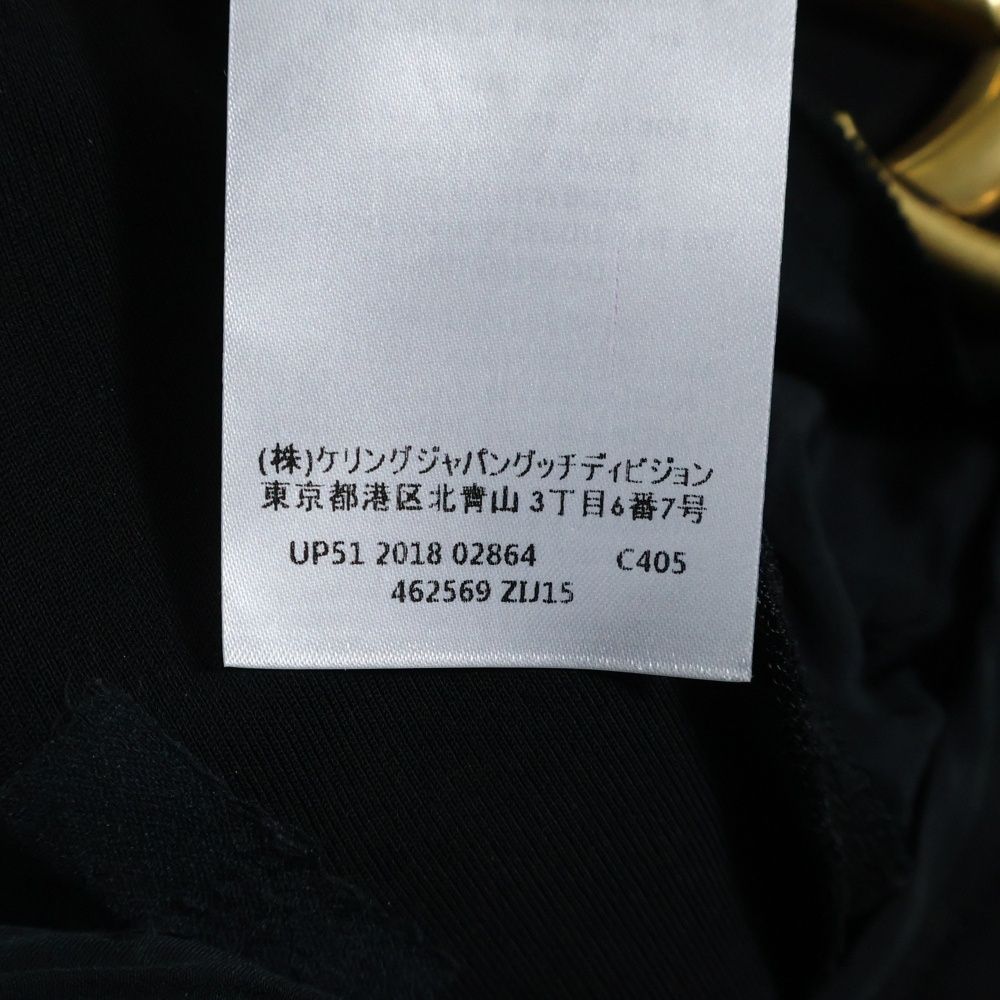 (株)ケリングジャパングッチディビジョン
東京都港区北青山 3丁目6番7号
UP51 2018 02864 C405
462569 ZIJ15